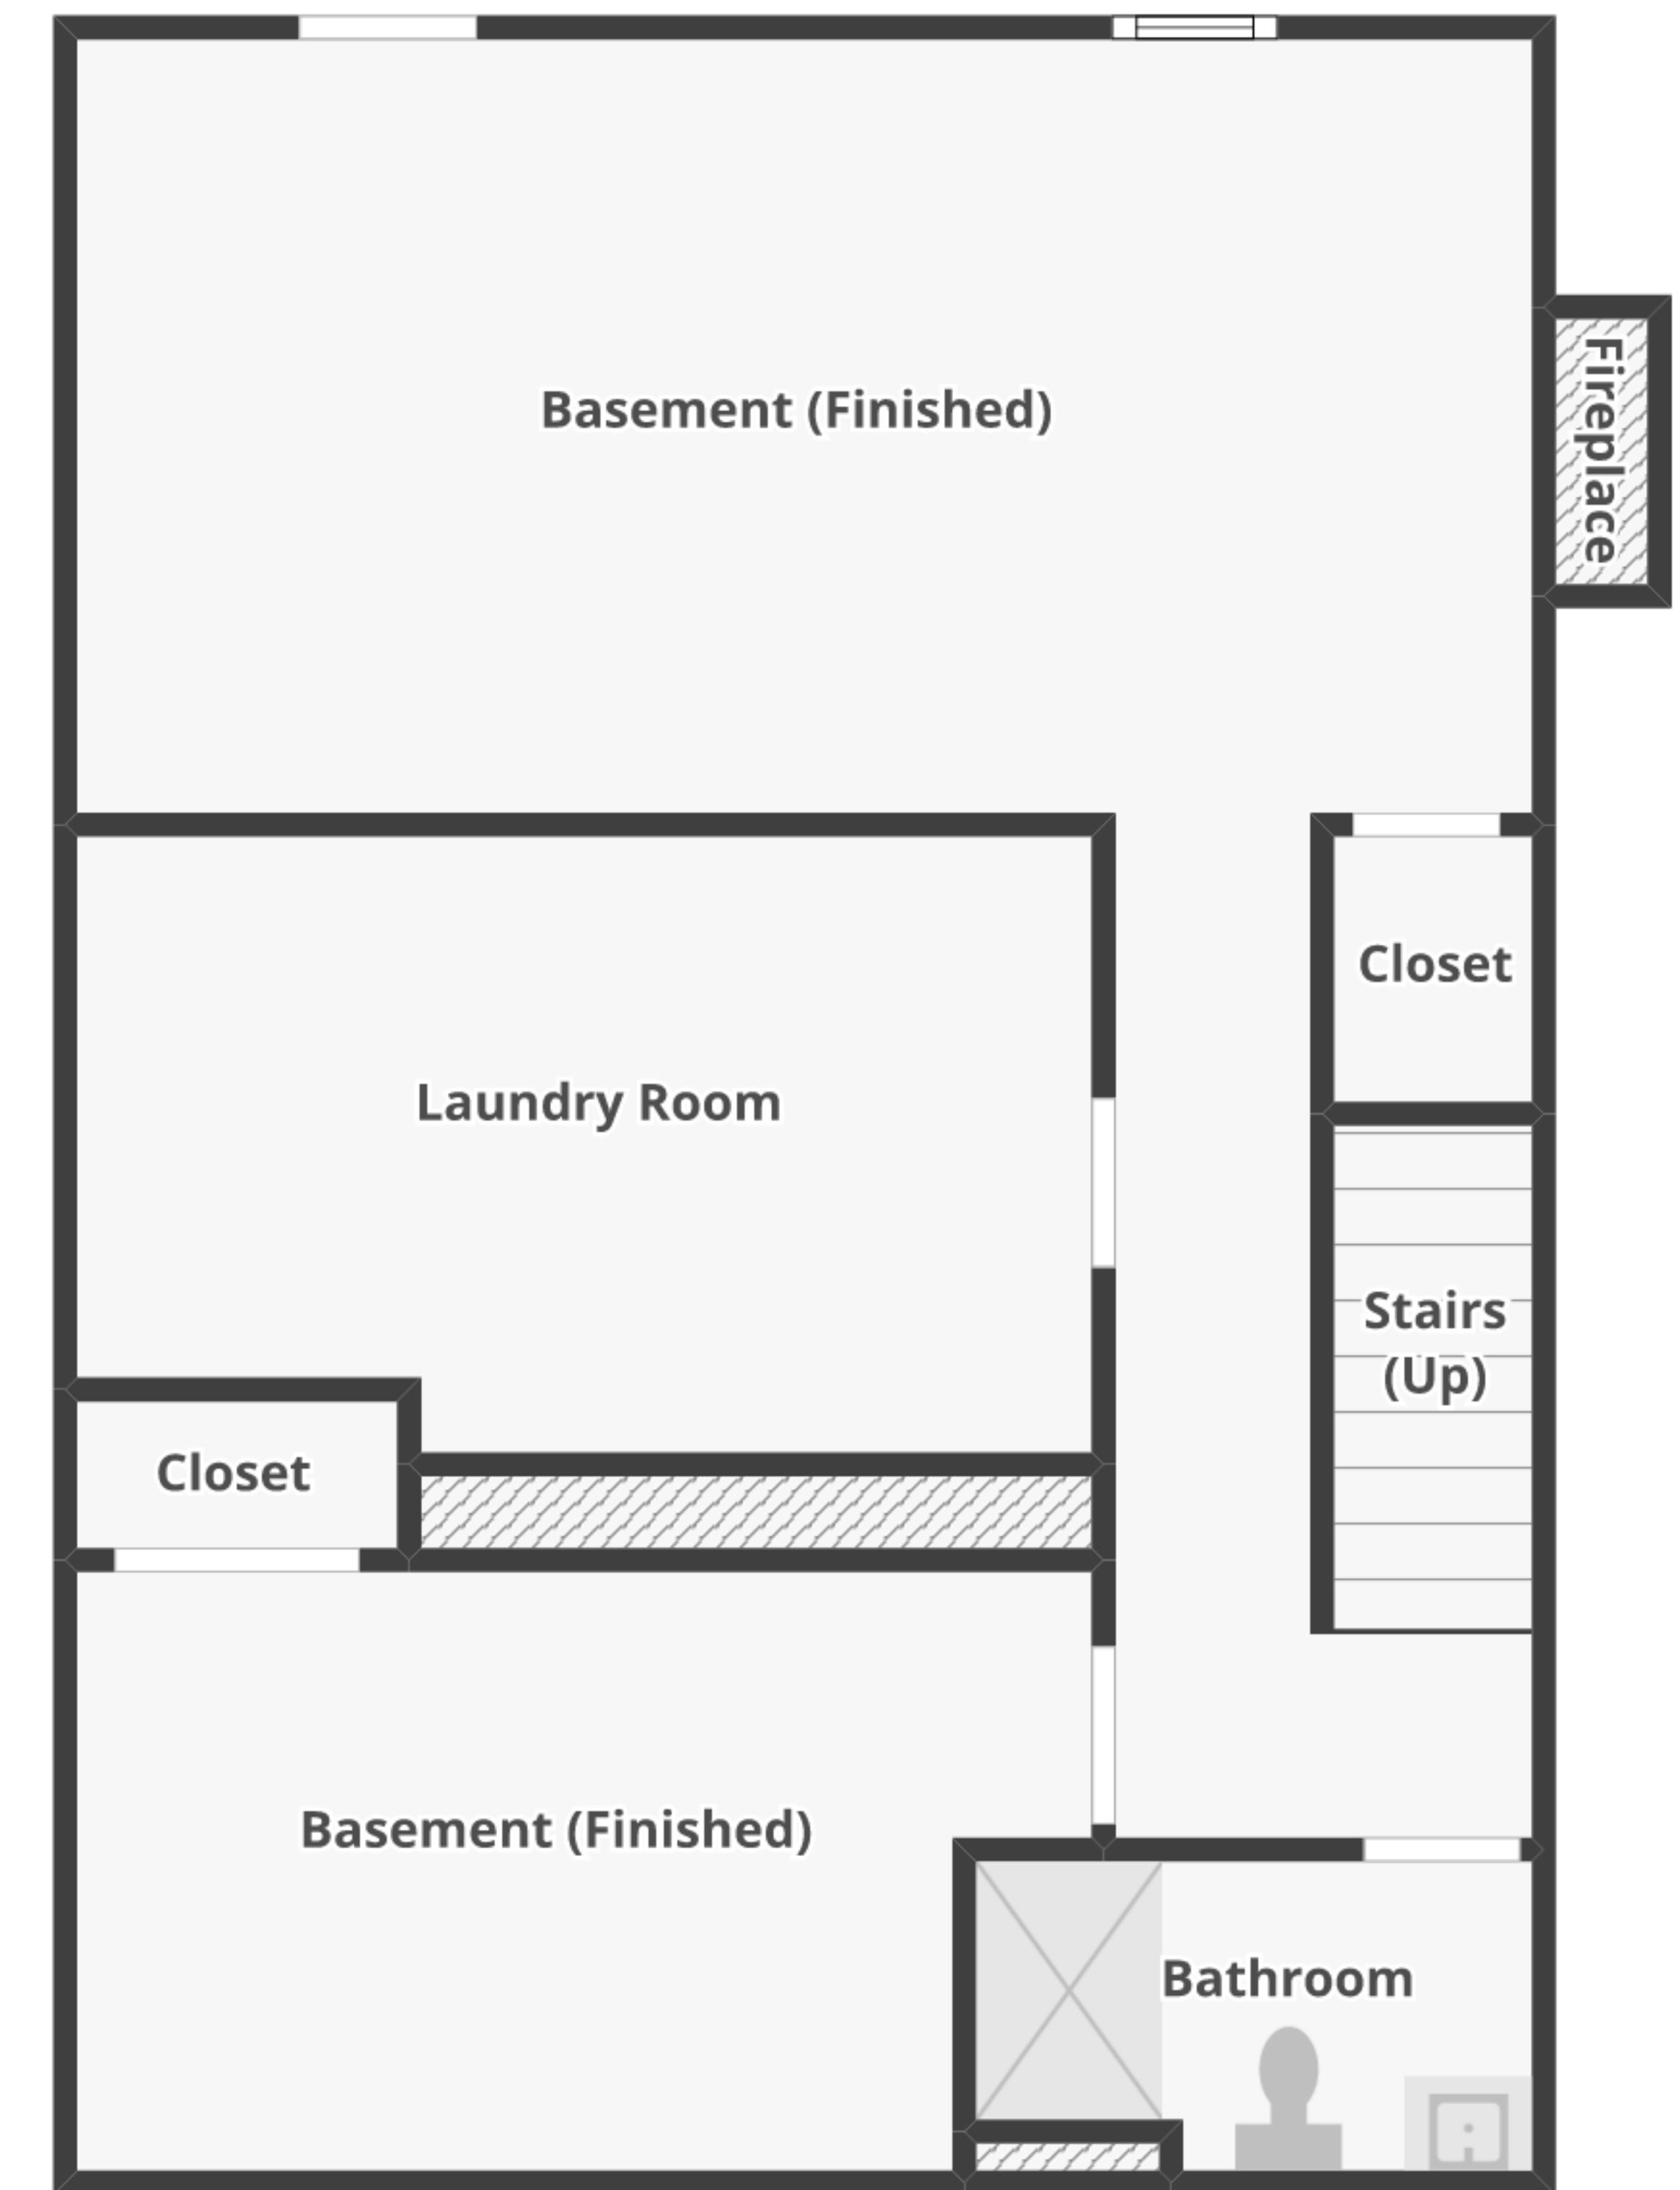 Basement (Finished)
Fireplace
Closet
Laundry Room
Stairs
(Up)
Closet
Basement (Finished)
Bathroom